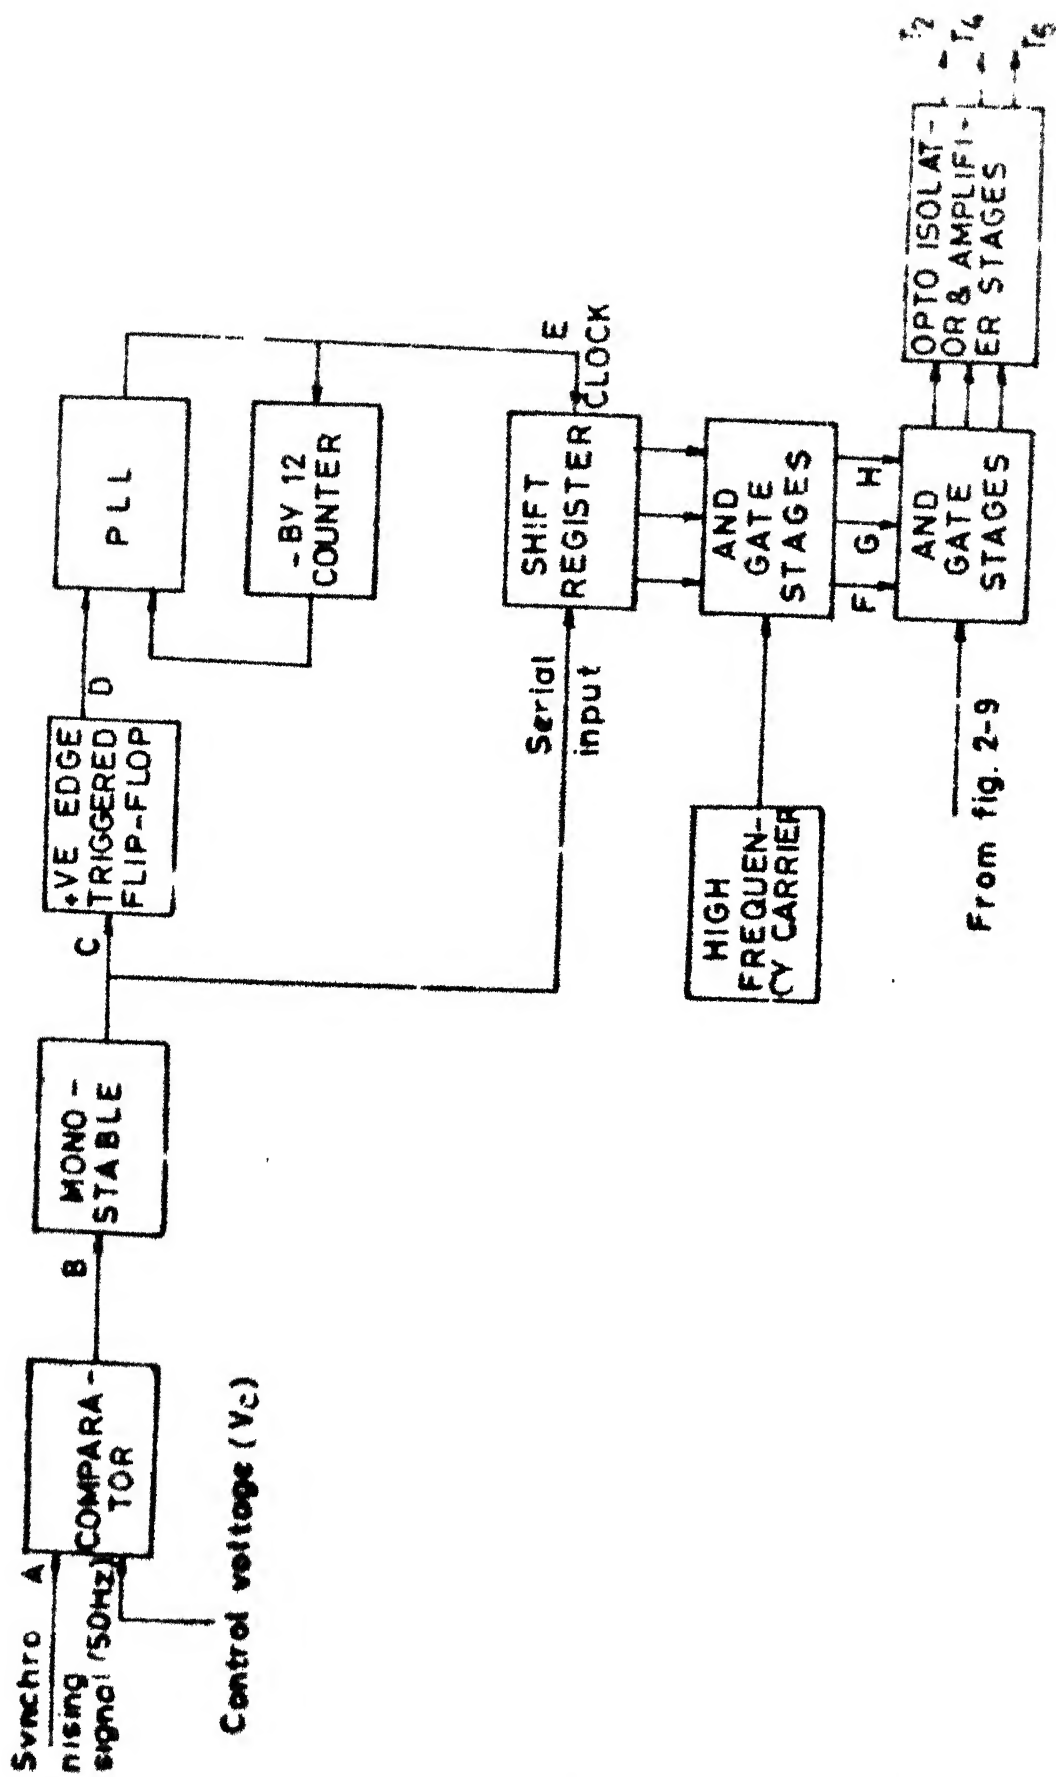 Synchro
nising
signal (50Hz)
A
Control voltage (Vc)
COMPARA-
TOR
B
MONO-
STABLE
C
+VE EDGE
TRIGGERED
FLIP-FLOP
D
PLL
-BY 12
COUNTER
E
CLOCK
Serial
input
SHIFT
REGISTER
HIGH
FREQUEN-
CY CARRIER
AND
GATE
STAGES
F
G
H
From fig. 2-9
AND
GATE
STAGES
OPTO ISOLAT-
OR & AMPLIFI-
ER STAGES
T2